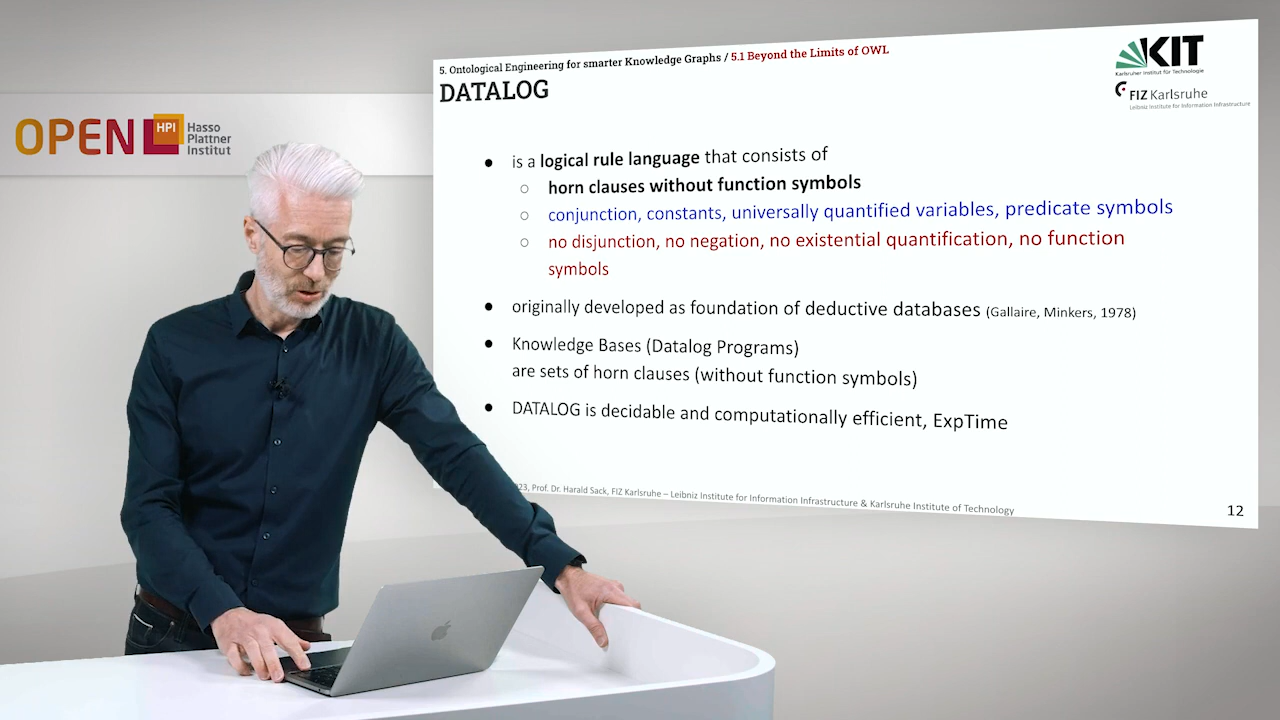 5. Ontological Engineering for smarter Knowledge Graphs / 5.1 Beyond the Limits of OWL
DATALOG
KIT
Karlsruher Institut für Technologie
FIZ Karlsruhe
Leibniz Institute for Information Infrastructure
OPEN HPI Hasso
Plattner
Institut
● is a logical rule language that consists of
○ horn clauses without function symbols
○ conjunction, constants, universally quantified variables, predicate symbols
○ no disjunction, no negation, no existential quantification, no function
symbols
● originally developed as foundation of deductive databases (Gallaire, Minkers, 1978)
● Knowledge Bases (Datalog Programs)
are sets of horn clauses (without function symbols)
● DATALOG is decidable and computationally efficient, ExpTime
23, Prof. Dr. Harald Sack, FIZ Karlsruhe – Leibniz Institute for Information Infrastructure & Karlsruhe Institute of Technology
12